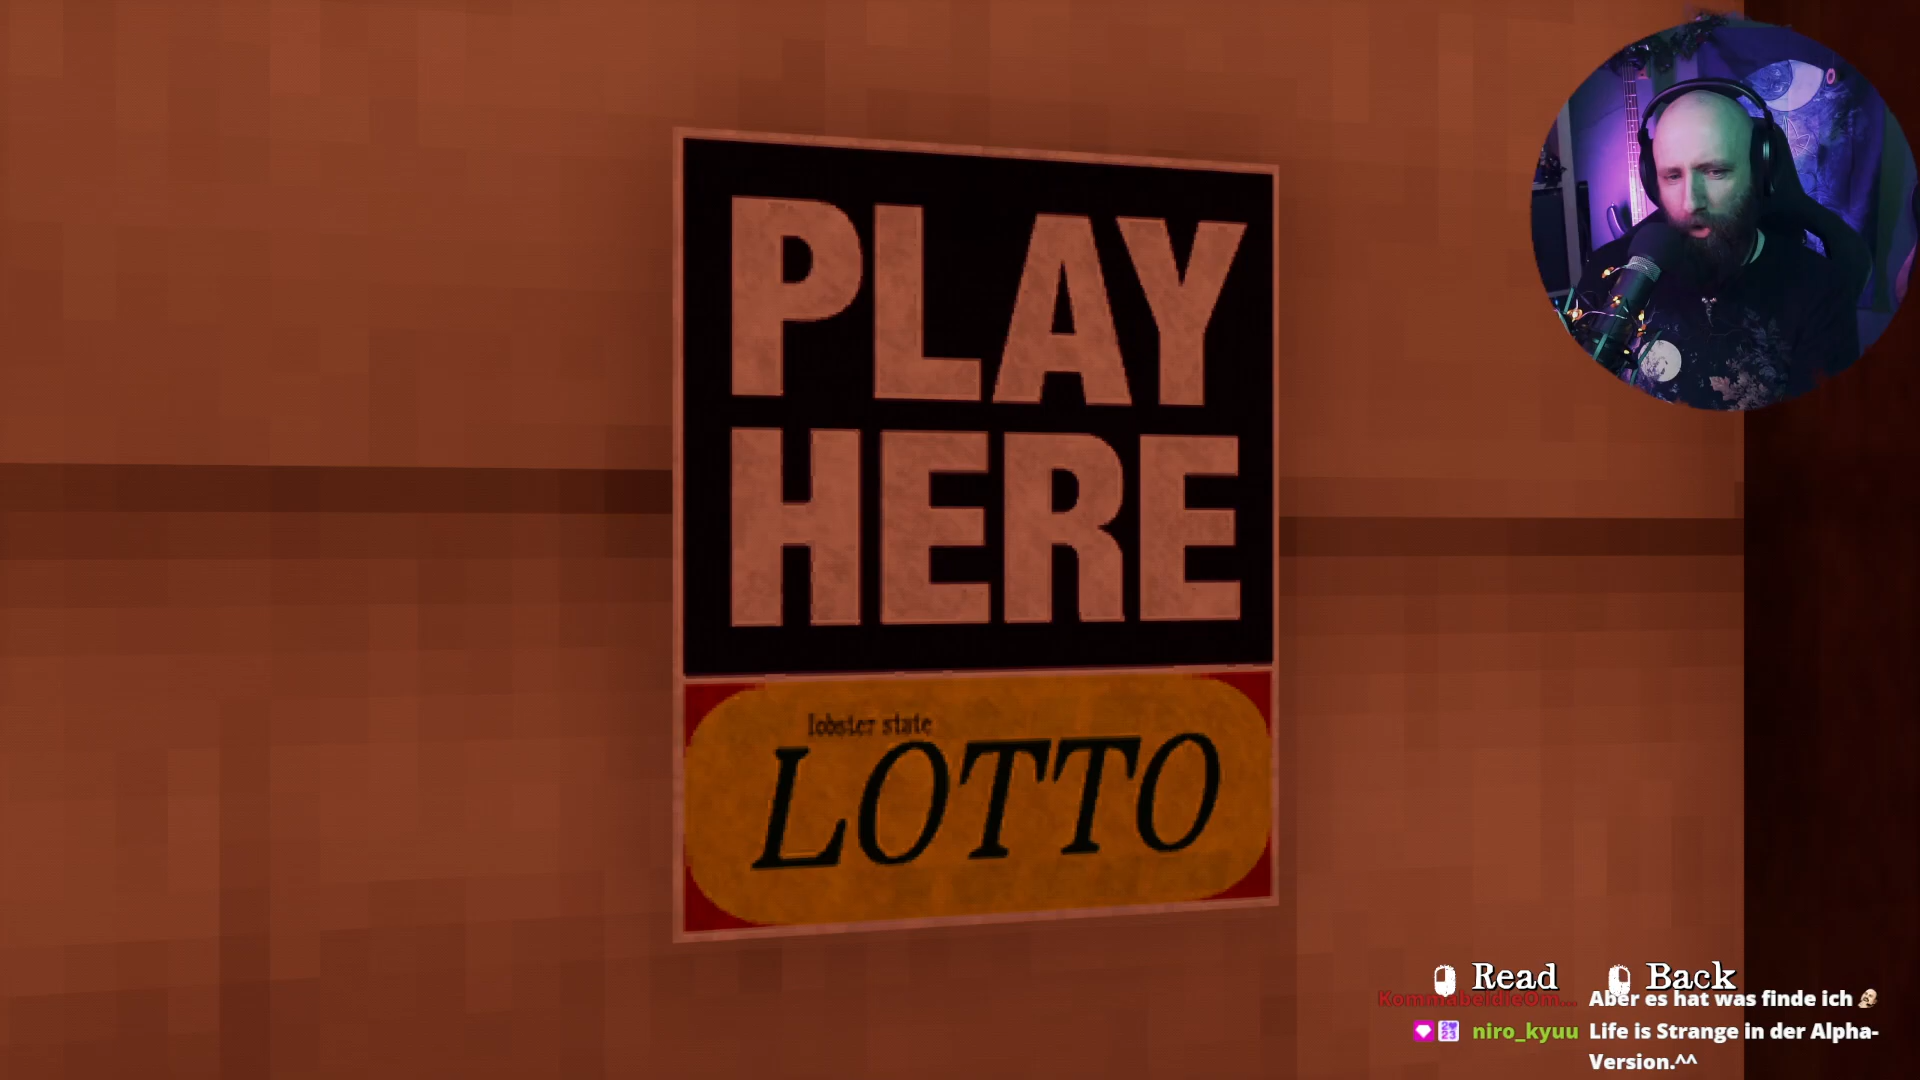 PLAY
HERE
lobster state
LOTTO
Read Back
KommabeidieOm... Aber es hat was finde ich
niro_kyuu Life is Strange in der Alpha-
Version.^^